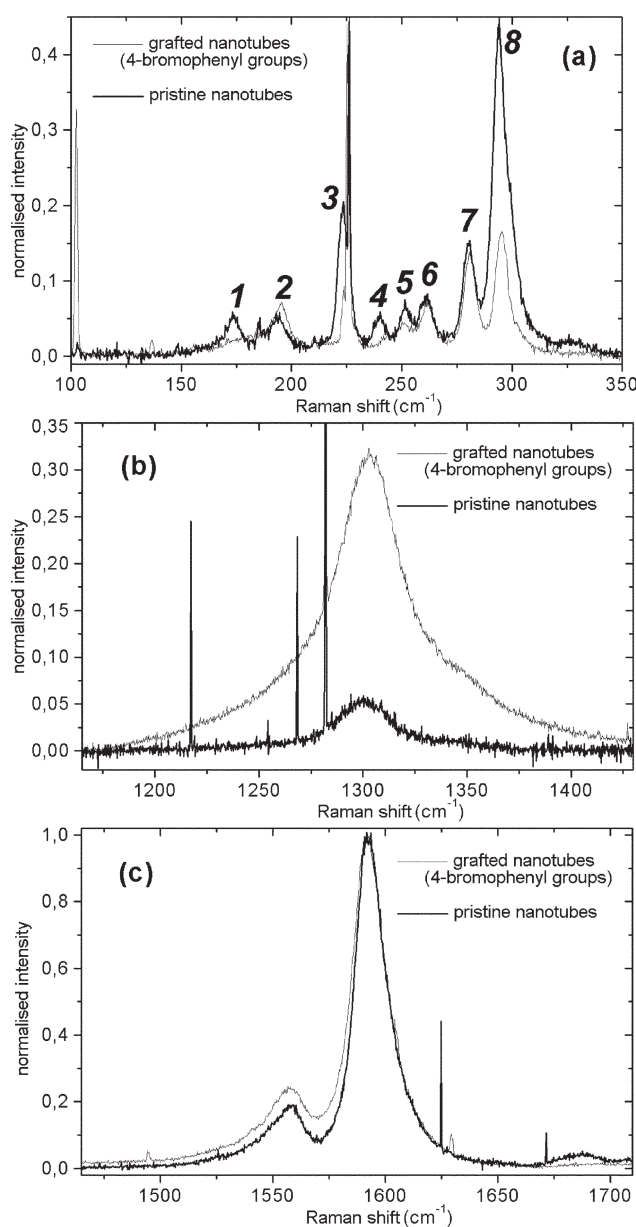 grafted nanotubes
(4-bromophenyl groups)
pristine nanotubes
(a)
normalised intensity
0,4
0,3
0,2
0,1
0,0
1
2
3
4
5
6
7
8
100
150
200
250
300
350
Raman shift (cm-1)
grafted nanotubes
(4-bromophenyl groups)
pristine nanotubes
(b)
normalised intensity
0,35
0,30
0,25
0,20
0,15
0,10
0,05
0,00
1200
1250
1300
1350
1400
Raman shift (cm-1)
grafted nanotubes
(4-bromophenyl groups)
pristine nanotubes
(c)
normalised intensity
1,0
0,8
0,6
0,4
0,2
0,0
1500
1550
1600
1650
1700
Raman shift (cm-1)